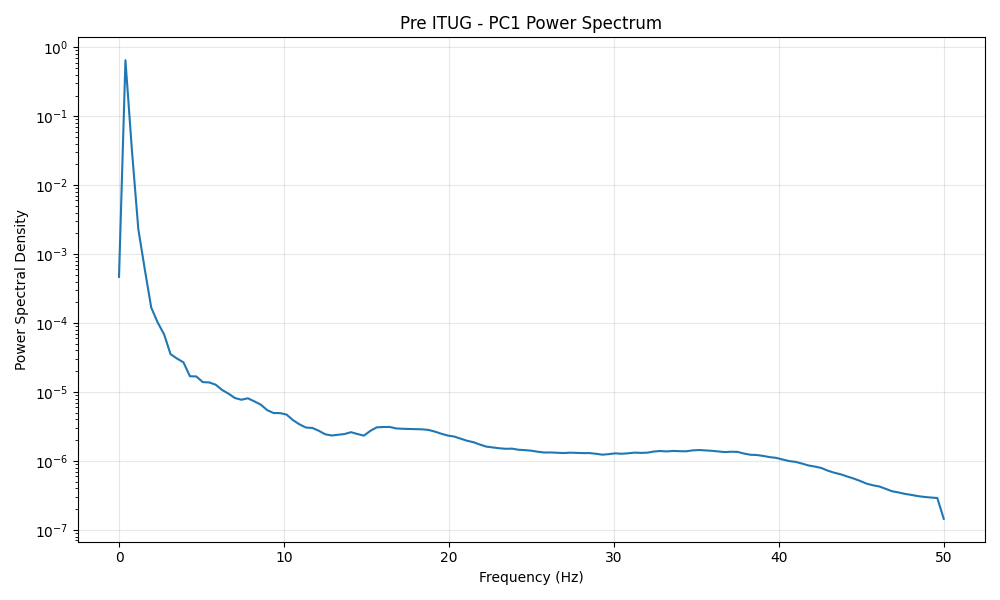 Pre ITUG - PC1 Power Spectrum
Power Spectral Density
10⁰
10⁻¹
10⁻²
10⁻³
10⁻⁴
10⁻⁵
10⁻⁶
10⁻⁷
0 10 20 30 40 50
Frequency (Hz)